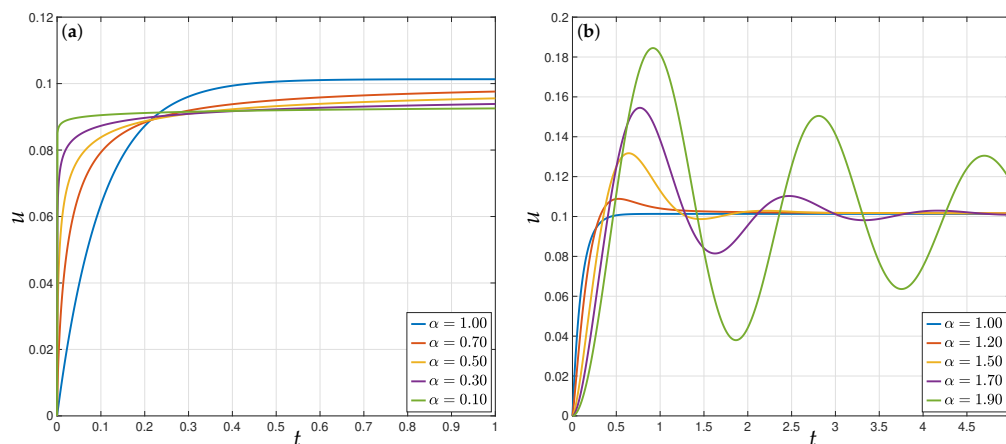 (a)
0.12
0.1
0.08
0.06
0.04
0.02
0
u
0 0.1 0.2 0.3 0.4 0.5 0.6 0.7 0.8 0.9 1
t
α = 1.00
α = 0.70
α = 0.50
α = 0.30
α = 0.10
(b)
0.2
0.18
0.16
0.14
0.12
0.1
0.08
0.06
0.04
0.02
0
u
0 0.5 1 1.5 2 2.5 3 3.5 4 4.5
t
α = 1.00
α = 1.20
α = 1.50
α = 1.70
α = 1.90